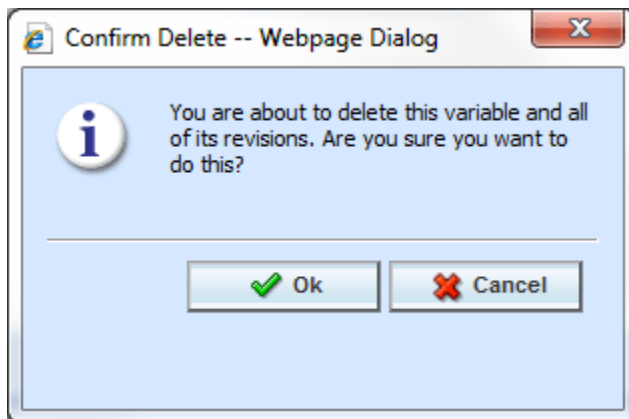 Confirm Delete -- Webpage Dialog
X
You are about to delete this variable and all
of its revisions. Are you sure you want to
do this?
Ok
Cancel